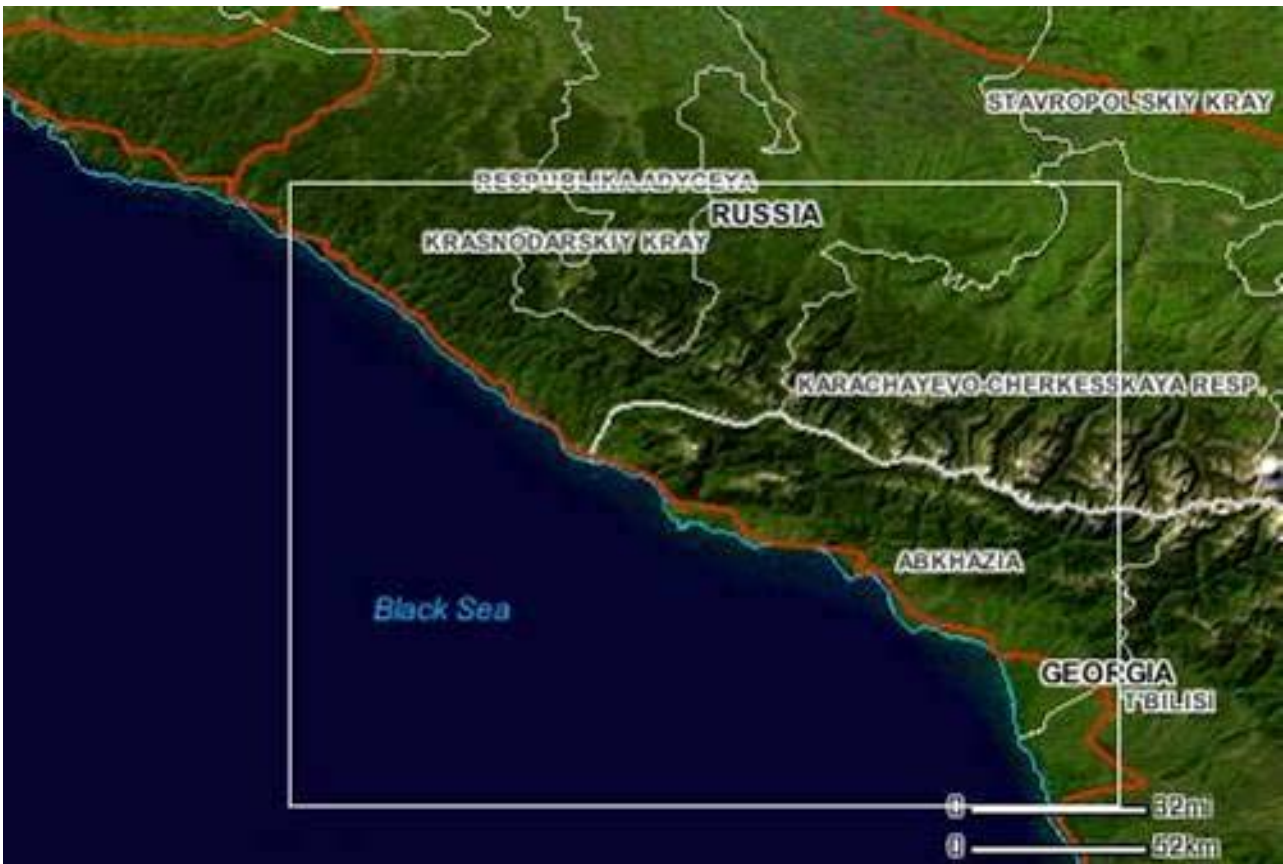 STAVROPOL'SKIY KRAY
RESPUBLIKA ADYGEYA
RUSSIA
KRASNODARSKIY KRAY
KARACHAYEVO-CHERKESSKAYA RESP.
ABKHAZIA
Black Sea
GEORGIA
T'BILISI
0 32mi
0 52km